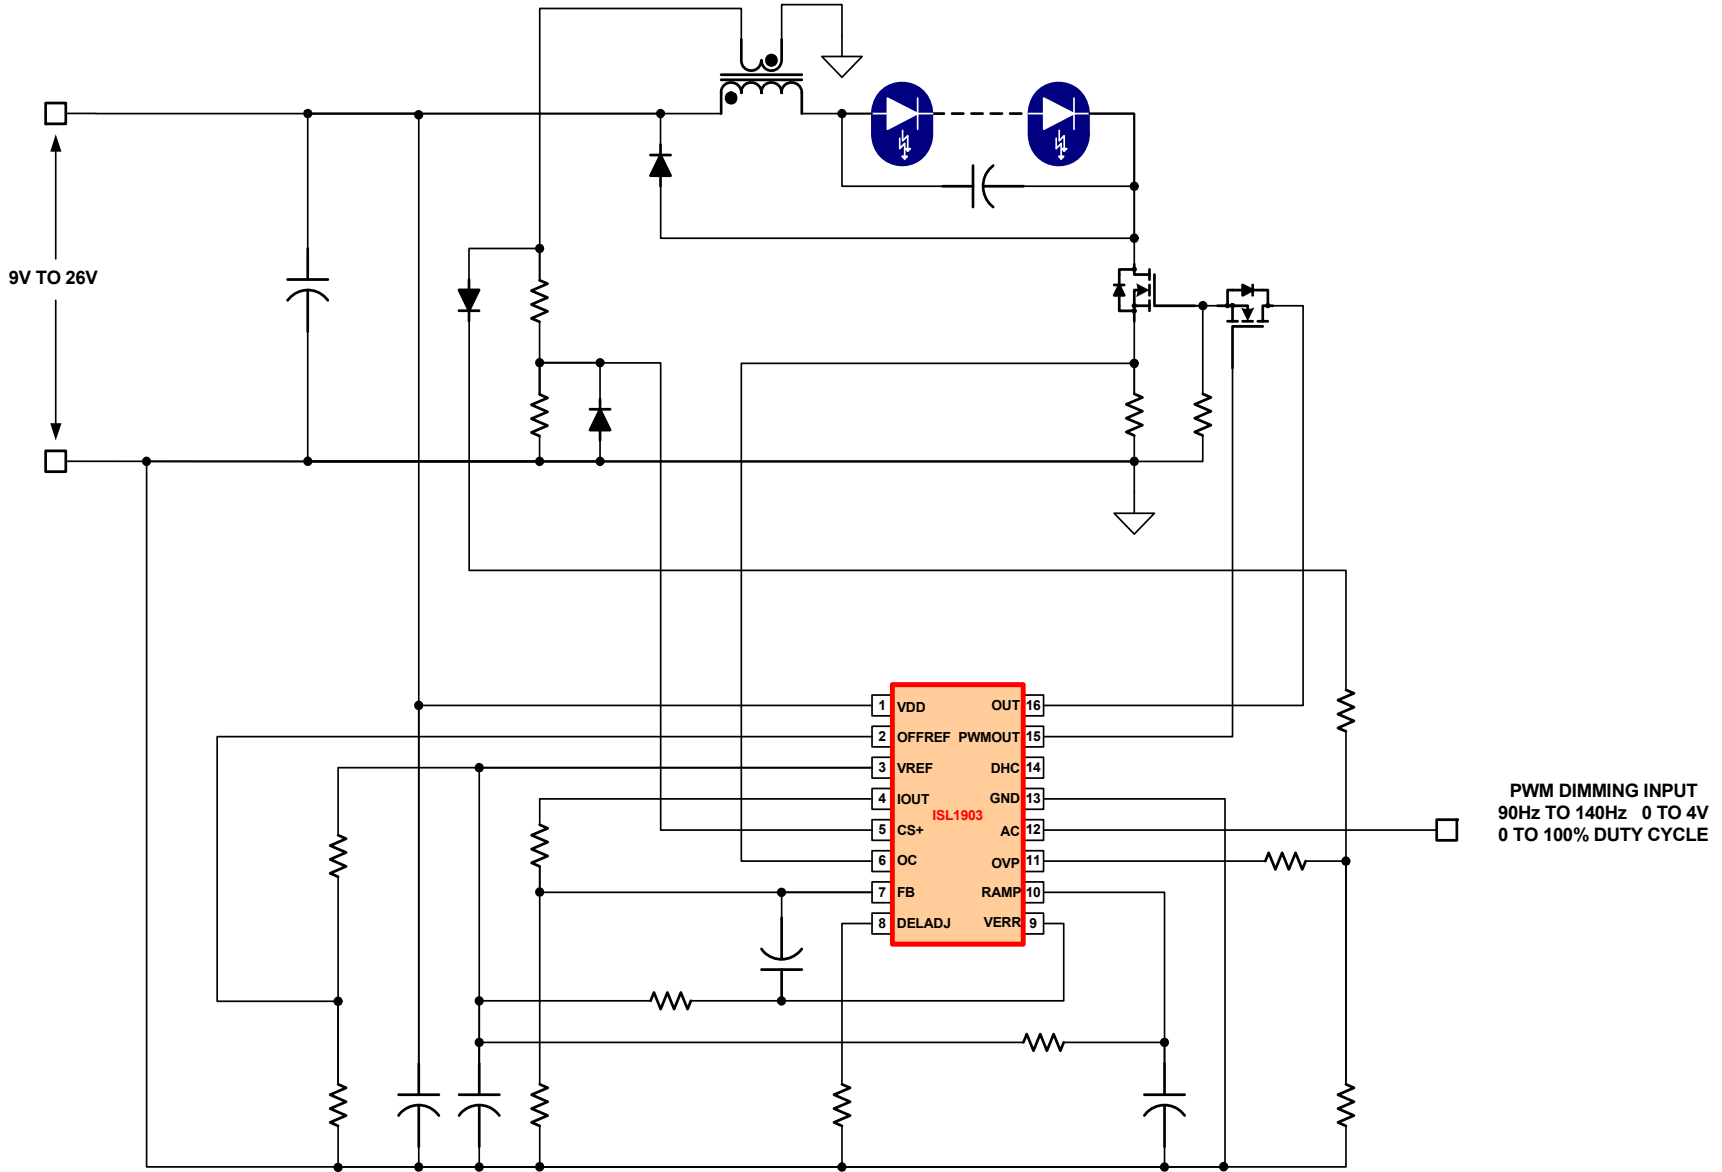 9V TO 26V
1 VDD OUT 16
2 OFFREF PWMOUT 15
3 VREF DHC 14
4 IOUT GND 13
ISL1903
5 CS+ AC 12
6 OC OVP 11
7 FB RAMP 10
8 DELADJ VERR 9
PWM DIMMING INPUT
90Hz TO 140Hz 0 TO 4V
0 TO 100% DUTY CYCLE